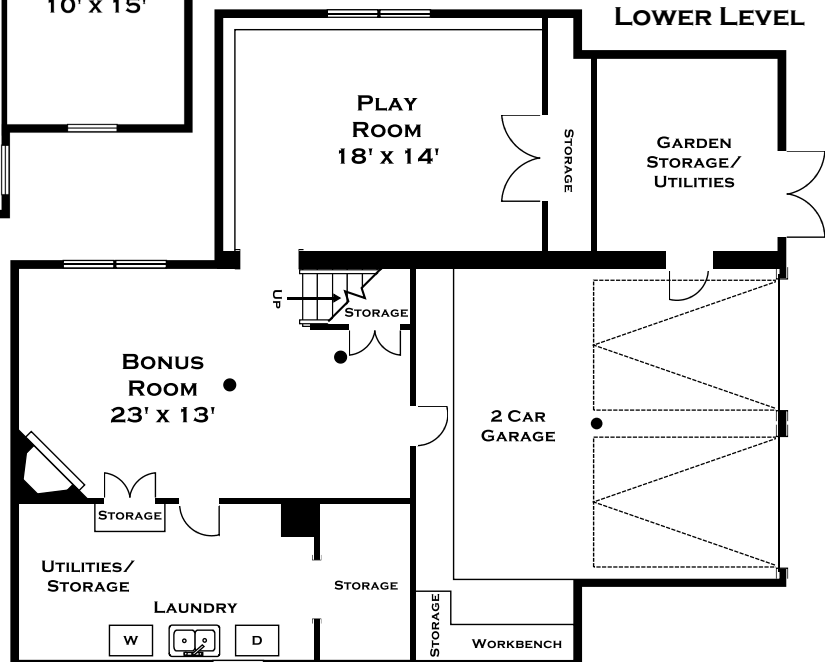 10' x 15'
LOWER LEVEL
PLAY
ROOM
18' x 14'
STORAGE
GARDEN
STORAGE/
UTILITIES
UP
STORAGE
BONUS
ROOM
23' x 13'
2 CAR
GARAGE
STORAGE
UTILITIES/
STORAGE
LAUNDRY
W
D
STORAGE
STORAGE
WORKBENCH